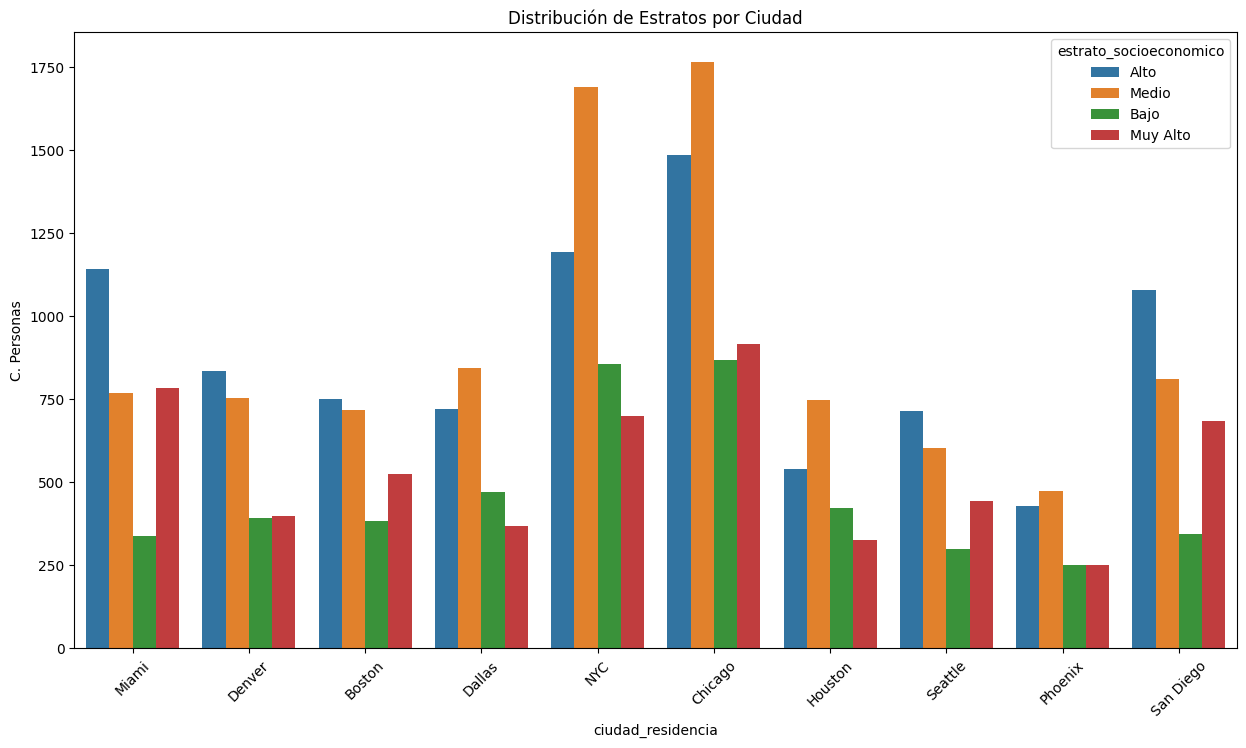 Distribución de Estratos por Ciudad
estrato_socioeconomico
Alto
Medio
Bajo
Muy Alto
C. Personas
1750
1500
1250
1000
750
500
250
0
Miami
Denver
Boston
Dallas
NYC
Chicago
Houston
Seattle
Phoenix
San Diego
ciudad_residencia